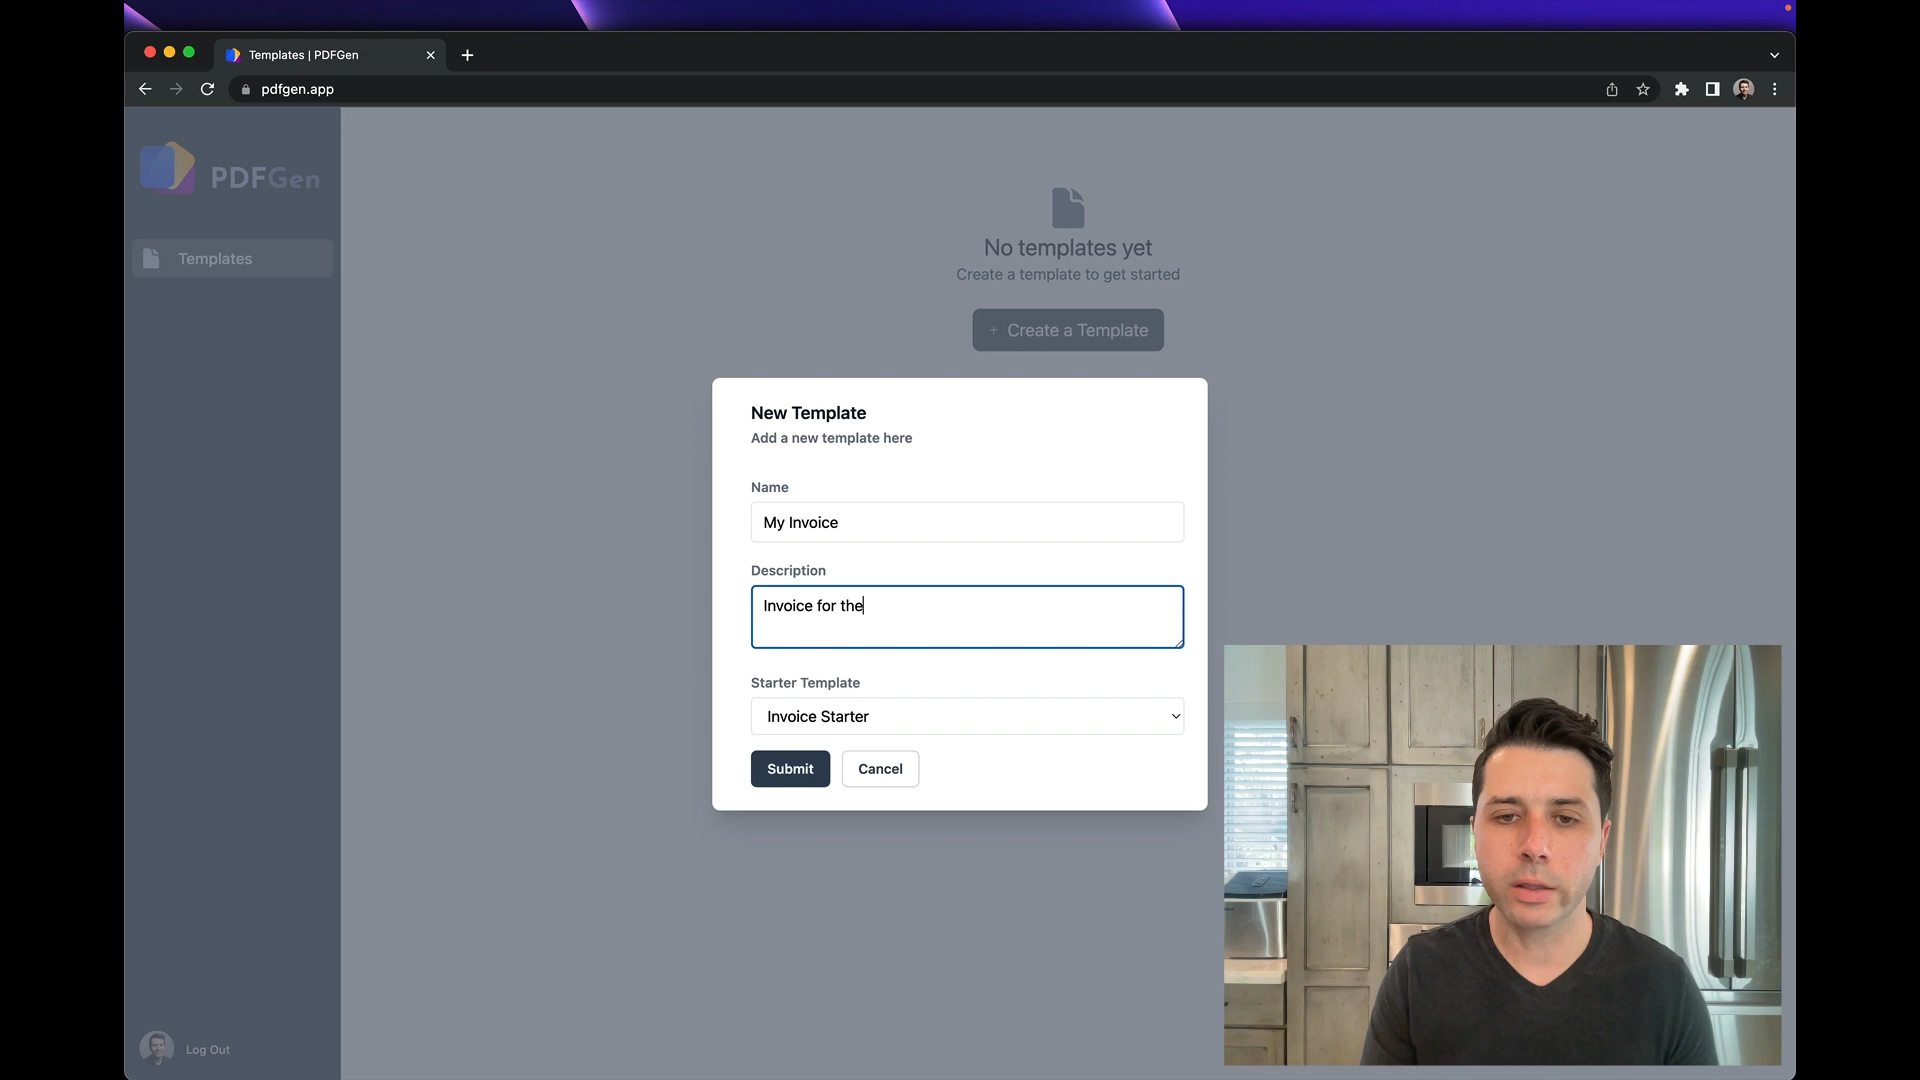 Templates | PDFGen
pdfgen.app
PDFGen
Templates
No templates yet
Create a template to get started
+ Create a Template
New Template
Add a new template here
Name
My Invoice
Description
Invoice for the
Starter Template
Invoice Starter
Submit
Cancel
Log Out